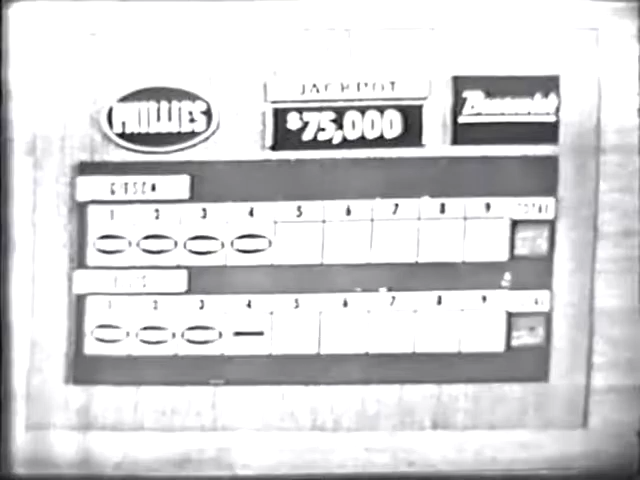 PHILLIES
JACKPOT
$75,000
1 2 3 4 5 6 7 8 9 TOTAL
1 2 3 4 5 6 7 8 9